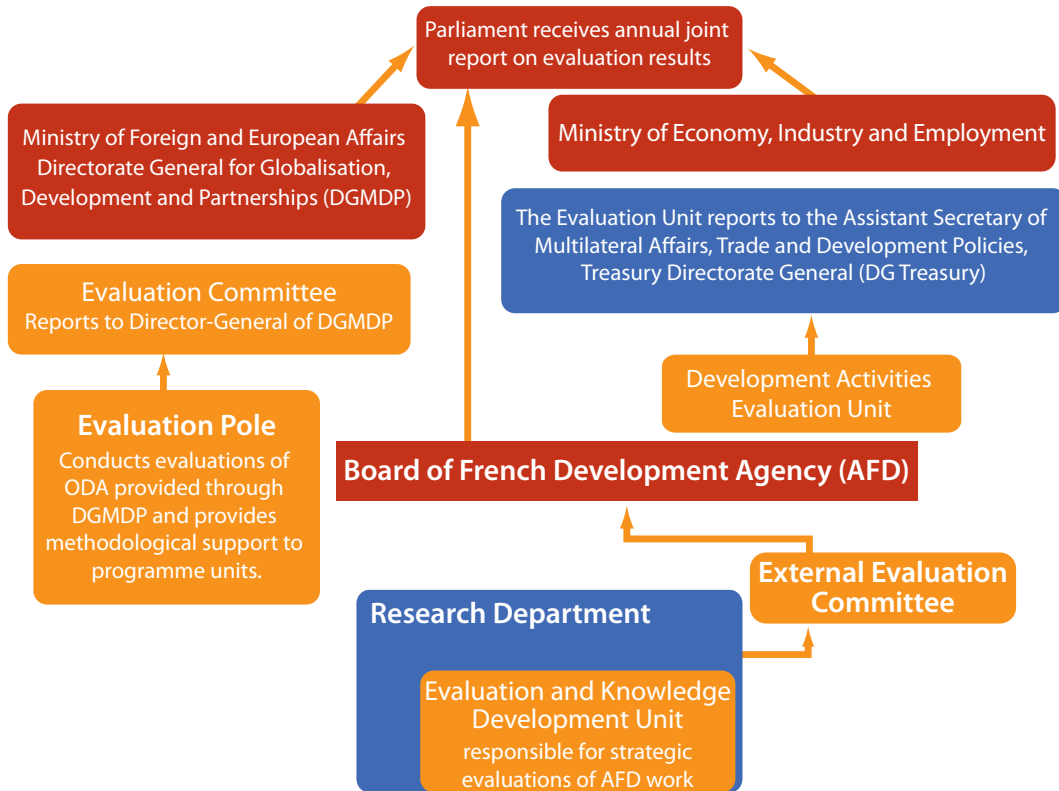 Parliament receives annual joint
report on evaluation results
Ministry of Foreign and European Affairs
Directorate General for Globalisation,
Development and Partnerships (DGMDP)
Ministry of Economy, Industry and Employment
The Evaluation Unit reports to the Assistant Secretary of
Multilateral Affairs, Trade and Development Policies,
Treasury Directorate General (DG Treasury)
Evaluation Committee
Reports to Director-General of DGMDP
Development Activities
Evaluation Unit
Evaluation Pole
Conducts evaluations of
ODA provided through
DGMDP and provides
methodological support to
programme units.
Board of French Development Agency (AFD)
External Evaluation
Committee
Research Department
Evaluation and Knowledge
Development Unit
responsible for strategic
evaluations of AFD work